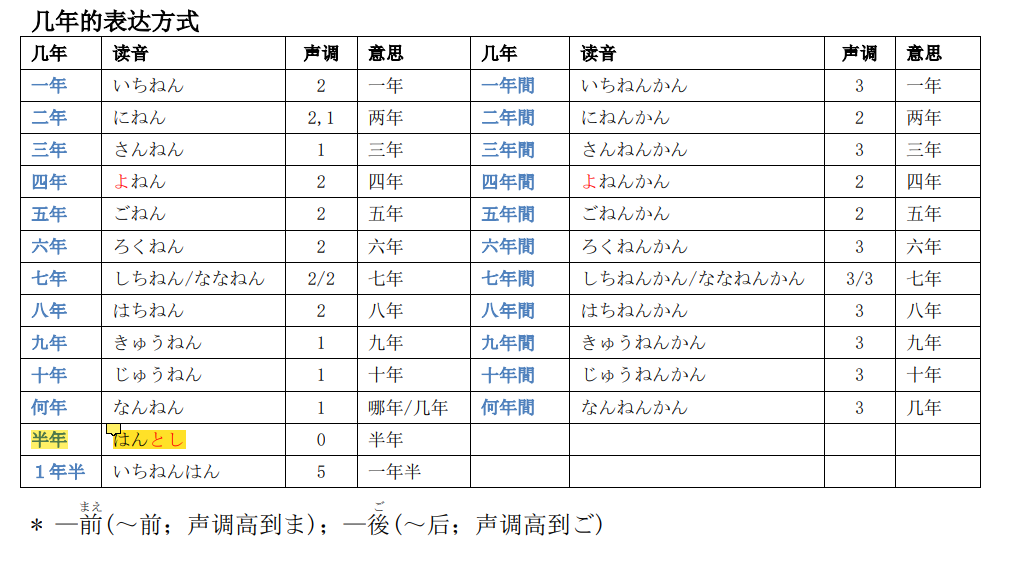 几年的表达方式
几年 读音 声调 意思 几年 读音 声调 意思
一年 いちねん 2 一年 一年間 いちねんかん 3 一年
二年 にねん 2,1 两年 二年間 にねんかん 2 两年
三年 さんねん 1 三年 三年間 さんねんかん 3 三年
四年 よねん 2 四年 四年間 よねんかん 2 四年
五年 ごねん 2 五年 五年間 ごねんかん 2 五年
六年 ろくねん 2 六年 六年間 ろくねんかん 3 六年
七年 しちねん/ななねん 2/2 七年 七年間 しちねんかん/ななねんかん 3/3 七年
八年 はちねん 2 八年 八年間 はちねんかん 3 八年
九年 きゅうねん 1 九年 九年間 きゅうねんかん 3 九年
十年 じゅうねん 1 十年 十年間 じゅうねんかん 3 十年
何年 なんねん 1 哪年/几年 何年間 なんねんかん 3 几年
半年 はんとし 0 半年
１年半 いちねんはん 5 一年半
まえ ご
* —前(～前; 声调高到ま); —後(～后; 声调高到ご)